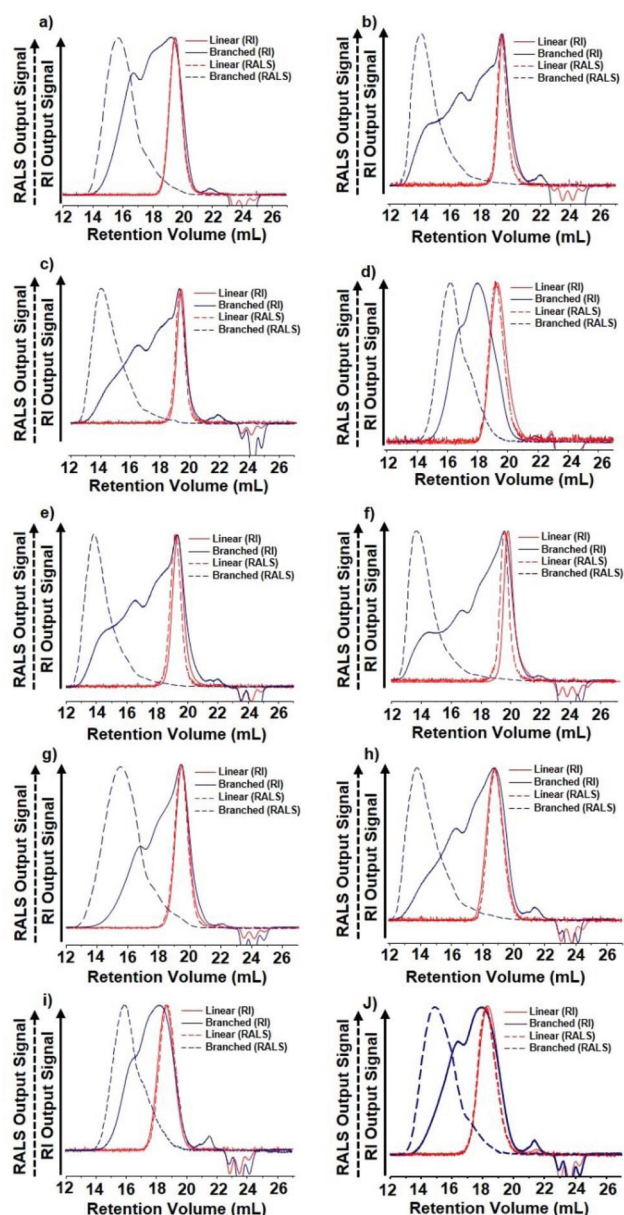 a)
RALS Output Signal
RI Output Signal
Linear (RI)
Branched (RI)
Linear (RALS)
Branched (RALS)
12 14 16 18 20 22 24 26
Retention Volume (mL)
b)
RALS Output Signal
RI Output Signal
Linear (RI)
Branched (RI)
Linear (RALS)
Branched (RALS)
12 14 16 18 20 22 24 26
Retention Volume (mL)
c)
RALS Output Signal
RI Output Signal
Linear (RI)
Branched (RI)
Linear (RALS)
Branched (RALS)
12 14 16 18 20 22 24 26
Retention Volume (mL)
d)
RALS Output Signal
RI Output Signal
Linear (RI)
Branched (RI)
Linear (RALS)
Branched (RALS)
12 14 16 18 20 22 24 26
Retention Volume (mL)
e)
RALS Output Signal
RI Output Signal
Linear (RI)
Branched (RI)
Linear (RALS)
Branched (RALS)
12 14 16 18 20 22 24 26
Retention Volume (mL)
f)
RALS Output Signal
RI Output Signal
Linear (RI)
Branched (RI)
Linear (RALS)
Branched (RALS)
12 14 16 18 20 22 24 26
Retention Volume (mL)
g)
RALS Output Signal
RI Output Signal
Linear (RI)
Branched (RI)
Linear (RALS)
Branched (RALS)
12 14 16 18 20 22 24 26
Retention Volume (mL)
h)
RALS Output Signal
RI Output Signal
Linear (RI)
Branched (RI)
Linear (RALS)
Branched (RALS)
12 14 16 18 20 22 24 26
Retention Volume (mL)
i)
RALS Output Signal
RI Output Signal
Linear (RI)
Branched (RI)
Linear (RALS)
Branched (RALS)
12 14 16 18 20 22 24 26
Retention Volume (mL)
J)
RALS Output Signal
RI Output Signal
Linear (RI)
Branched (RI)
Linear (RALS)
Branched (RALS)
12 14 16 18 20 22 24 26
Retention Volume (mL)